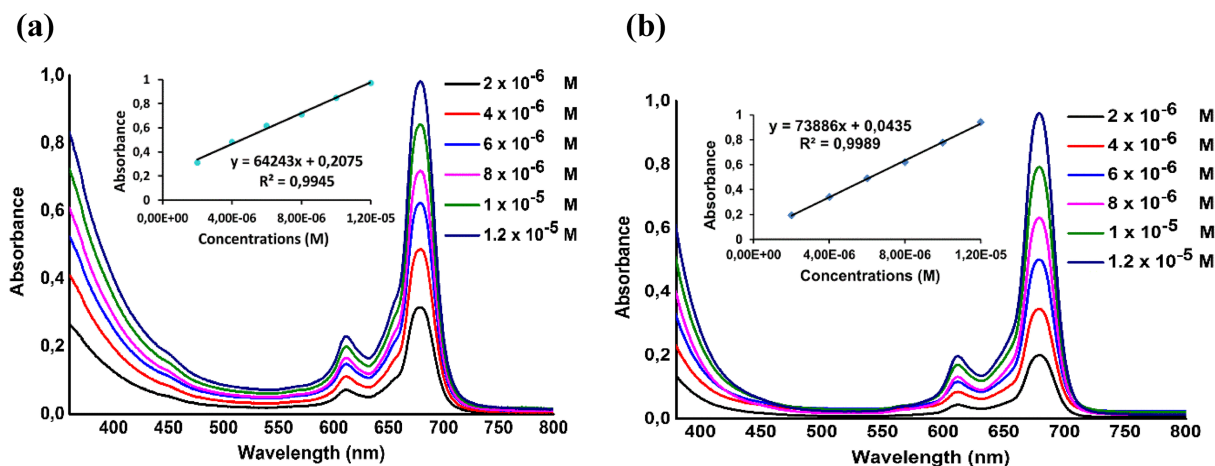 (a)
1,0
0,8
0,6
0,4
0,2
0,0
Absorbance
400 450 500 550 600 650 700 750 800
Wavelength (nm)
1
0,8
0,6
0,4
0,2
0
Absorbance
y = 64243x + 0,2075
R² = 0,9945
0,00E+00 4,00E-06 8,00E-06 1,20E-05
Concentrations (M)
2 x 10-6 M
4 x 10-6 M
6 x 10-6 M
8 x 10-6 M
1 x 10-5 M
1.2 x 10-5 M
(b)
1,0
0,8
0,6
0,4
0,2
0,0
Absorbance
400 450 500 550 600 650 700 750 800
Wavelength (nm)
1
0,8
0,6
0,4
0,2
0
Absorbance
y = 73886x + 0,0435
R² = 0,9989
0,00E+00 4,00E-06 8,00E-06 1,20E-05
Concentrations (M)
2 x 10-6 M
4 x 10-6 M
6 x 10-6 M
8 x 10-6 M
1 x 10-5 M
1.2 x 10-5 M